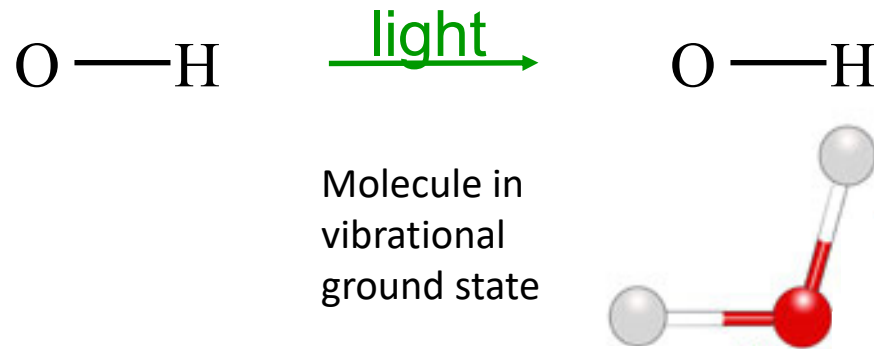 light
O — H
O — H
Molecule in
vibrational
ground state